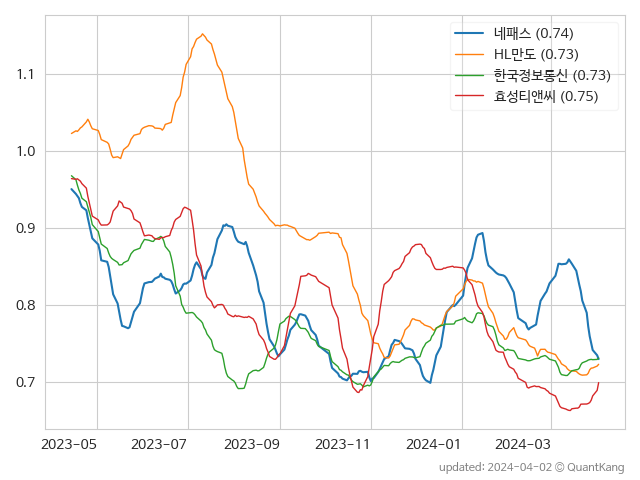 네패스 (0.74)
HL만도 (0.73)
한국정보통신 (0.73)
효성티앤씨 (0.75)
1.1
1.0
0.9
0.8
0.7
2023-05 2023-07 2023-09 2023-11 2024-01 2024-03
updated: 2024-04-02 © QuantKang